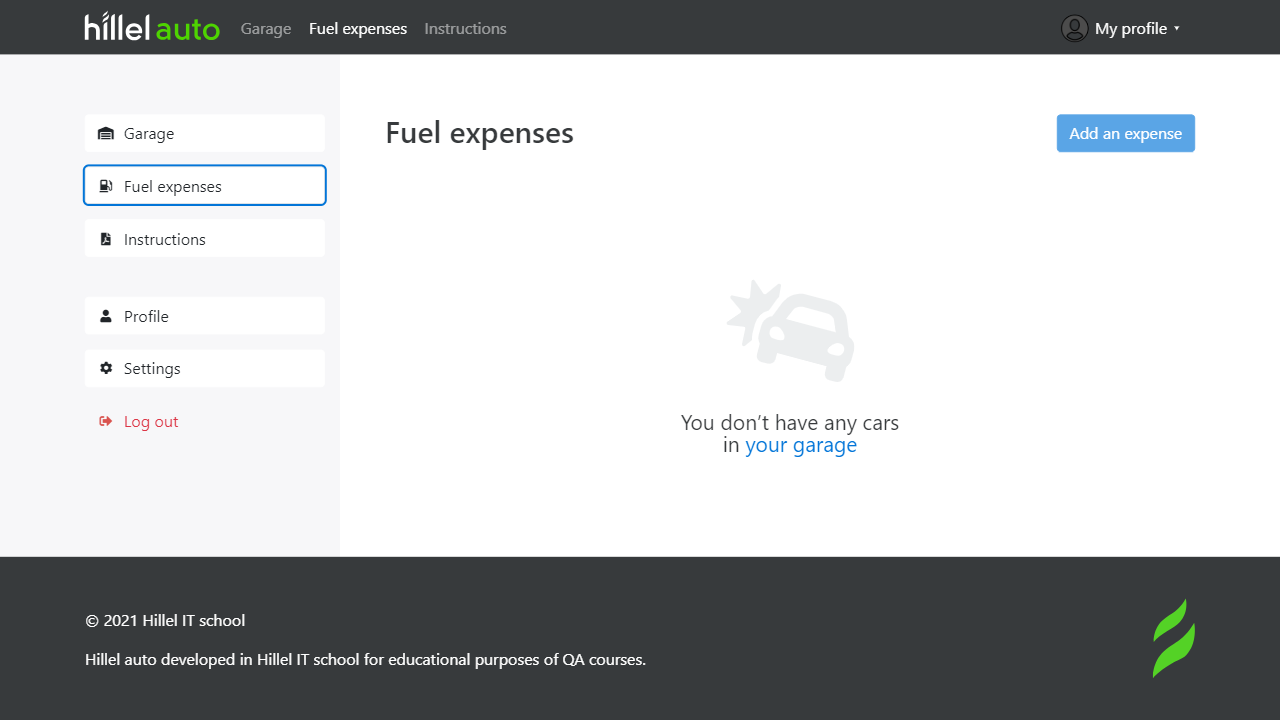 hillel auto Garage Fuel expenses Instructions My profile
Garage
Fuel expenses
Instructions
Profile
Settings
Log out
Fuel expenses
Add an expense
You don’t have any cars
in your garage
© 2021 Hillel IT school
Hillel auto developed in Hillel IT school for educational purposes of QA courses.